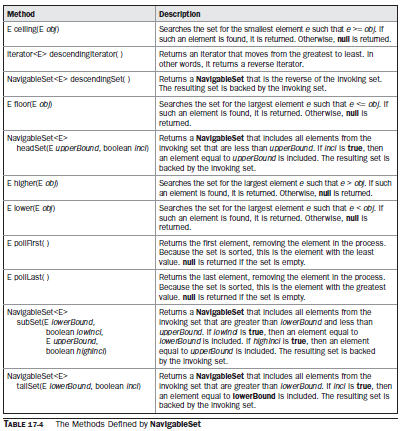 Method Description
E ceiling(E obj) Searches the set for the smallest element e such that e >= obj. If
such an element is found, it is returned. Otherwise, null is returned.
Iterator<E> descendingIterator( ) Returns an iterator that moves from the greatest to least. In
other words, it returns a reverse iterator.
NavigableSet<E> descendingSet( ) Returns a NavigableSet that is the reverse of the invoking set.
The resulting set is backed by the invoking set.
E floor(E obj) Searches the set for the largest element e such that e <= obj. If
such an element is found, it is returned. Otherwise, null is
returned.
NavigableSet<E> Returns a NavigableSet that includes all elements from the
headSet(E upperBound, boolean incl) invoking set that are less than upperBound. If incl is true, then
an element equal to upperBound is included. The resulting set is
backed by the invoking set.
E higher(E obj) Searches the set for the largest element e such that e > obj. If such
an element is found, it is returned. Otherwise, null is returned.
E lower(E obj) Searches the set for the largest element e such that e < obj. If
such an element is found, it is returned. Otherwise, null is
returned.
E pollFirst( ) Returns the first element, removing the element in the process.
Because the set is sorted, this is the element with the least
value. null is returned if the set is empty.
E pollLast( ) Returns the last element, removing the element in the process.
Because the set is sorted, this is the element with the greatest
value. null is returned if the set is empty.
NavigableSet<E> Returns a NavigableSet that includes all elements from the
subSet(E lowerBound, invoking set that are greater than lowerBound and less than
boolean lowIncl, upperBound. If lowIncl is true, then an element equal to
E upperBound, lowerBound is included. If highIncl is true, then an element
boolean highIncl) equal to upperBound is included. The resulting set is backed
by the invoking set.
NavigableSet<E> Returns a NavigableSet that includes all elements from the
tailSet(E lowerBound, boolean incl) invoking set that are greater than lowerBound. If incl is true, then
an element equal to lowerBound is included. The resulting set is
backed by the invoking set.
TABLE 17-4 The Methods Defined by NavigableSet